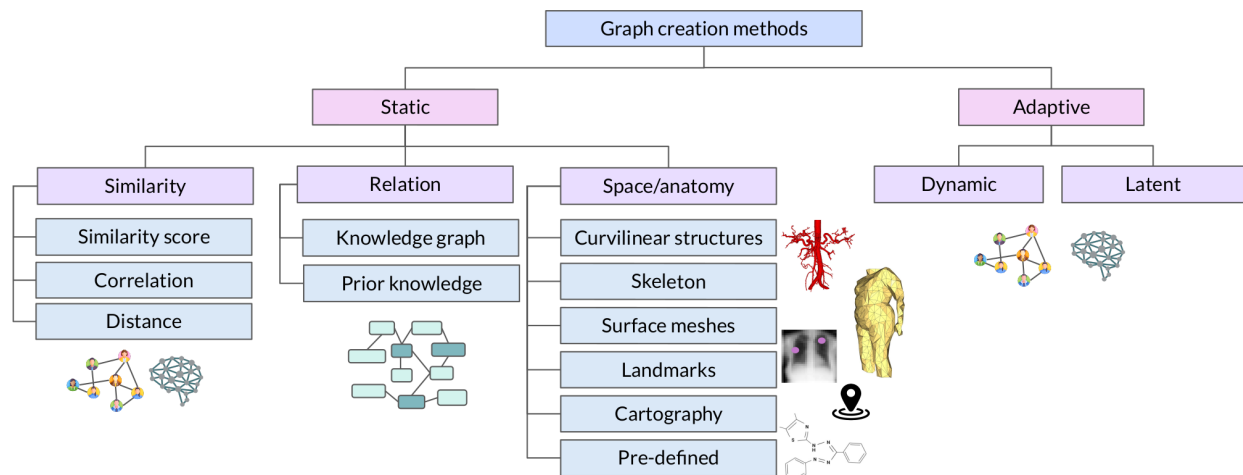 Graph creation methods
Static
Adaptive
Similarity
Relation
Space/anatomy
Dynamic
Latent
Similarity score
Correlation
Distance
Knowledge graph
Prior knowledge
Curvilinear structures
Skeleton
Surface meshes
Landmarks
Cartography
Pre-defined
N
S
N
H
N
N
N
N